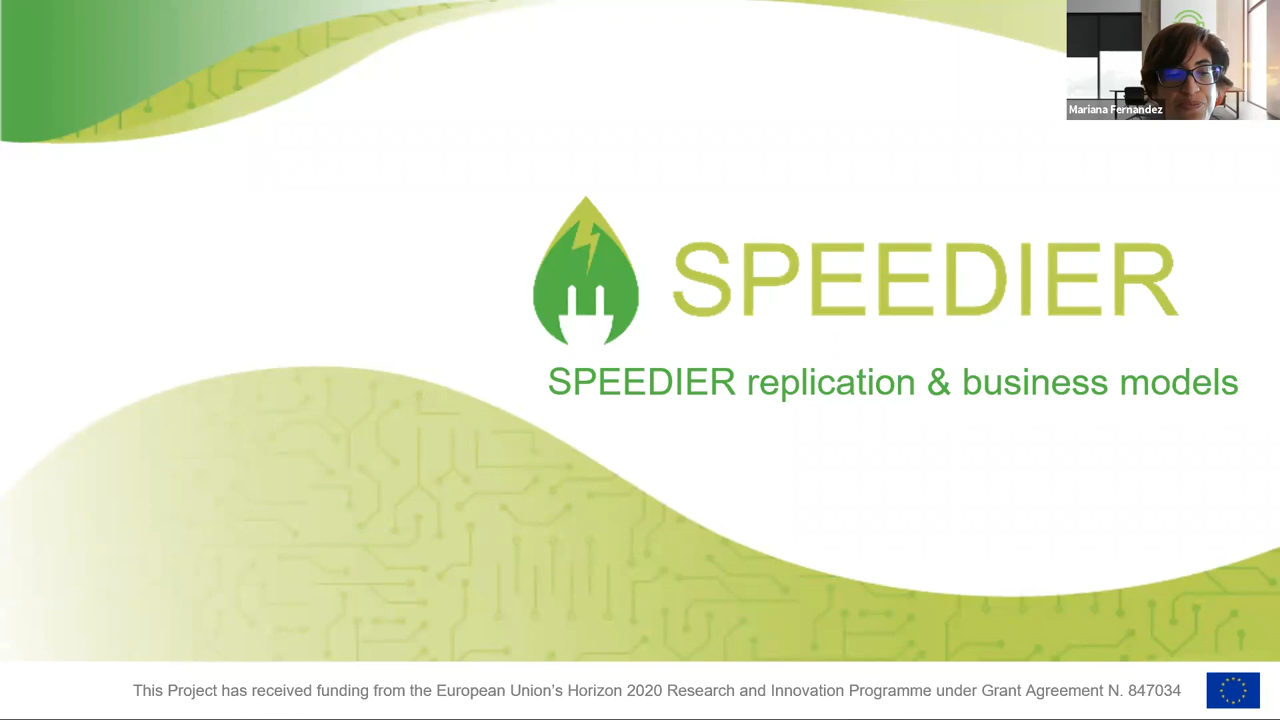 Mariana Fernandez
SPEEDIER
SPEEDIER replication & business models
This Project has received funding from the European Union's Horizon 2020 Research and Innovation Programme under Grant Agreement N. 847034